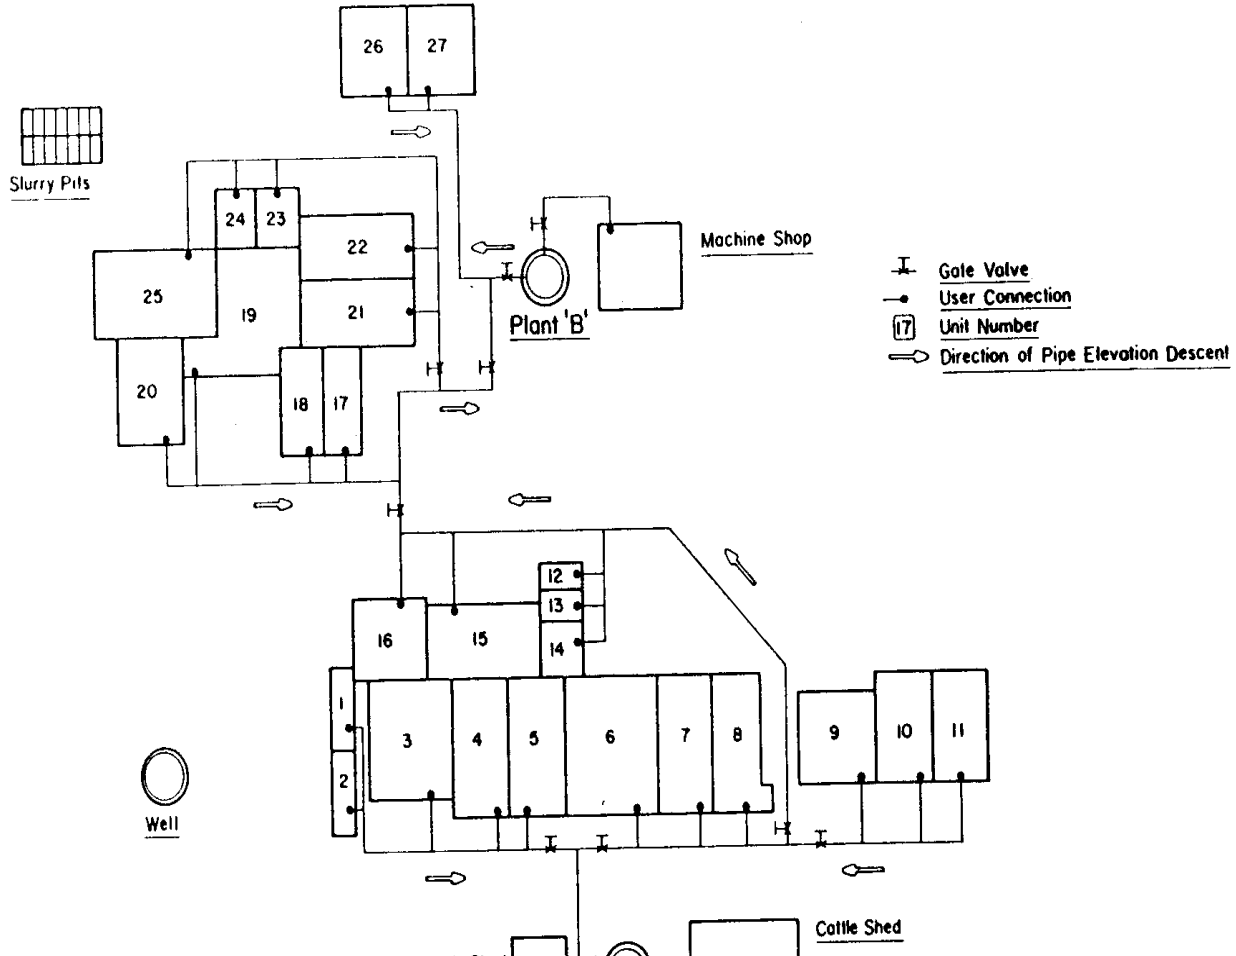 26 27
Slurry Pits
24 23
22
Machine Shop
Gate Valve
25
19
21
User Connection
Plant 'B'
17 Unit Number
Direction of Pipe Elevation Descent
20
18 17
12
13
16
15
14
1
3
4
5
6
7
8
9
10
11
2
Well
Cattle Shed